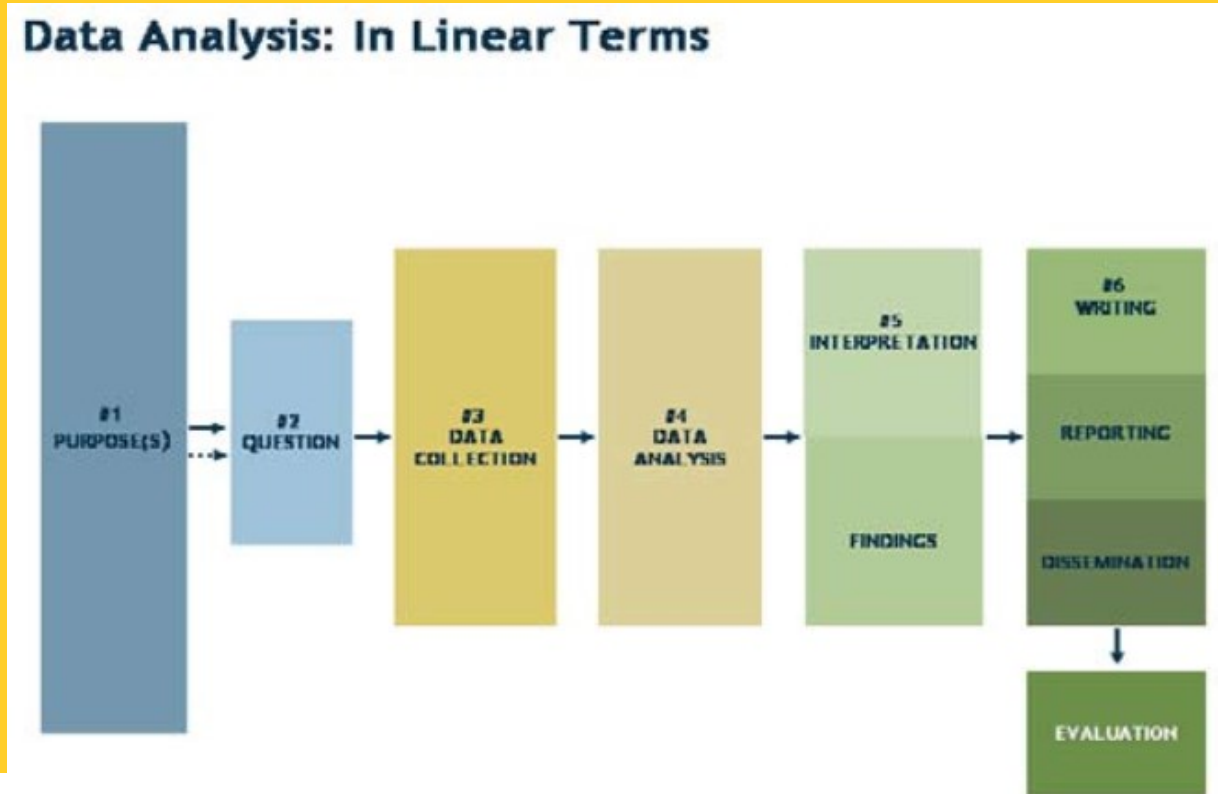 Data Analysis: In Linear Terms
#1
PURPOSE(S)
#2
QUESTION
#3
DATA
COLLECTION
#4
DATA
ANALYSIS
#5
INTERPRETATION
FINDINGS
#6
WRITING
REPORTING
DISSEMINATION
EVALUATION